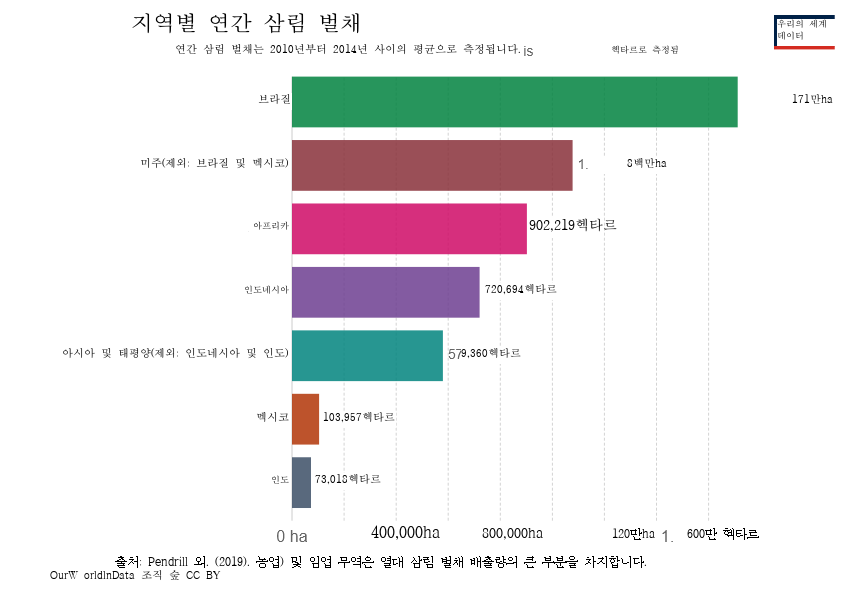 지역별 연간 삼림 벌채
우리의 세계
데이터
연간 삼림 벌채는 2010년부터 2014년 사이의 평균으로 측정됩니다. is 헥타르로 측정됨
브라질 171만ha
미주(제외: 브라질 및 멕시코) 1. 8백만ha
아프리카 902,219헥타르
인도네시아 720,694헥타르
아시아 및 태평양(제외: 인도네시아 및 인도) 579,360헥타르
멕시코 103,957헥타르
인도 73,018헥타르
0 ha 400,000ha 800,000ha 120만ha 1. 600만 헥타르
출처: Pendrill 외. (2019). 농업) 및 임업 무역은 열대 삼림 벌채 배출량의 큰 부분을 차지합니다.
OurW orldInData 조직 숲 CC BY